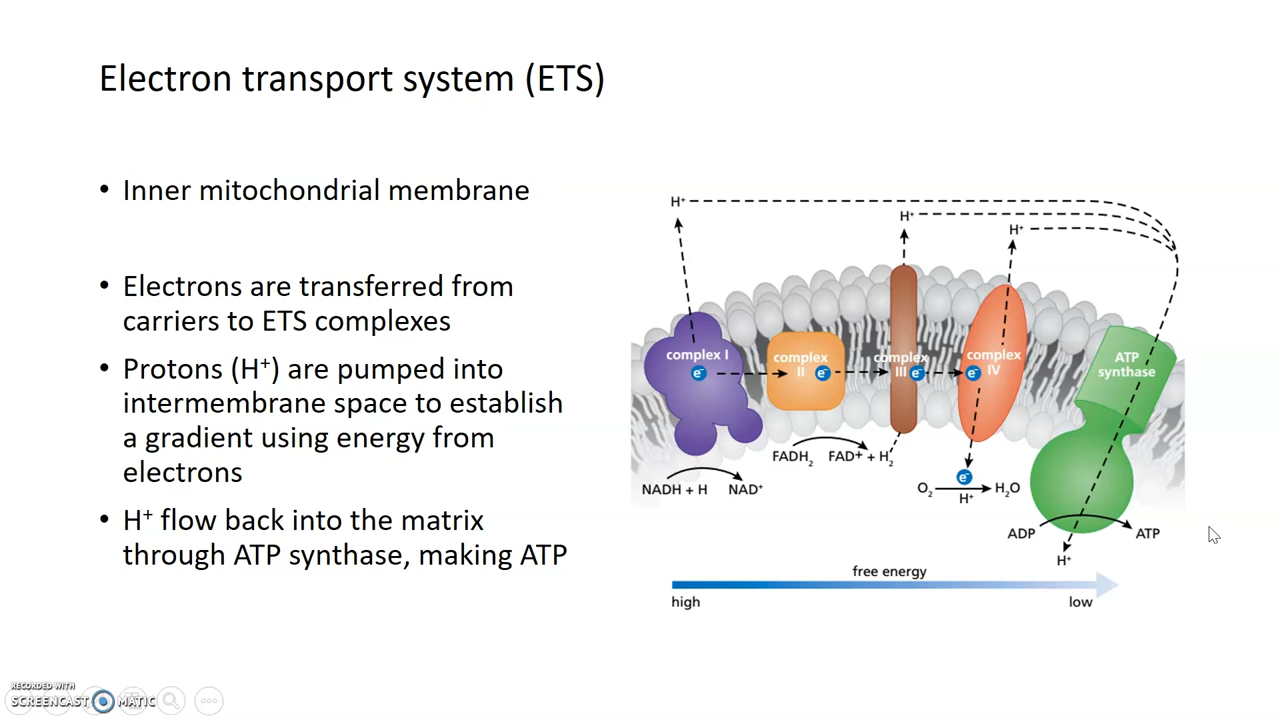 Electron transport system (ETS)
• Inner mitochondrial membrane
• Electrons are transferred from
carriers to ETS complexes
• Protons (H⁺) are pumped into
intermembrane space to establish
a gradient using energy from
electrons
• H⁺ flow back into the matrix
through ATP synthase, making ATP
H⁺
H⁺
H⁺
complex I
e⁻
complex
II
e⁻
complex
III
e⁻
complex
IV
e⁻
ATP
synthase
FADH₂
FAD⁺ + H₂
NADH + H
NAD⁺
e⁻
O₂
H⁺
H₂O
ADP
ATP
H⁺
free energy
high
low
RECORDED WITH
SCREENCAST MATIC